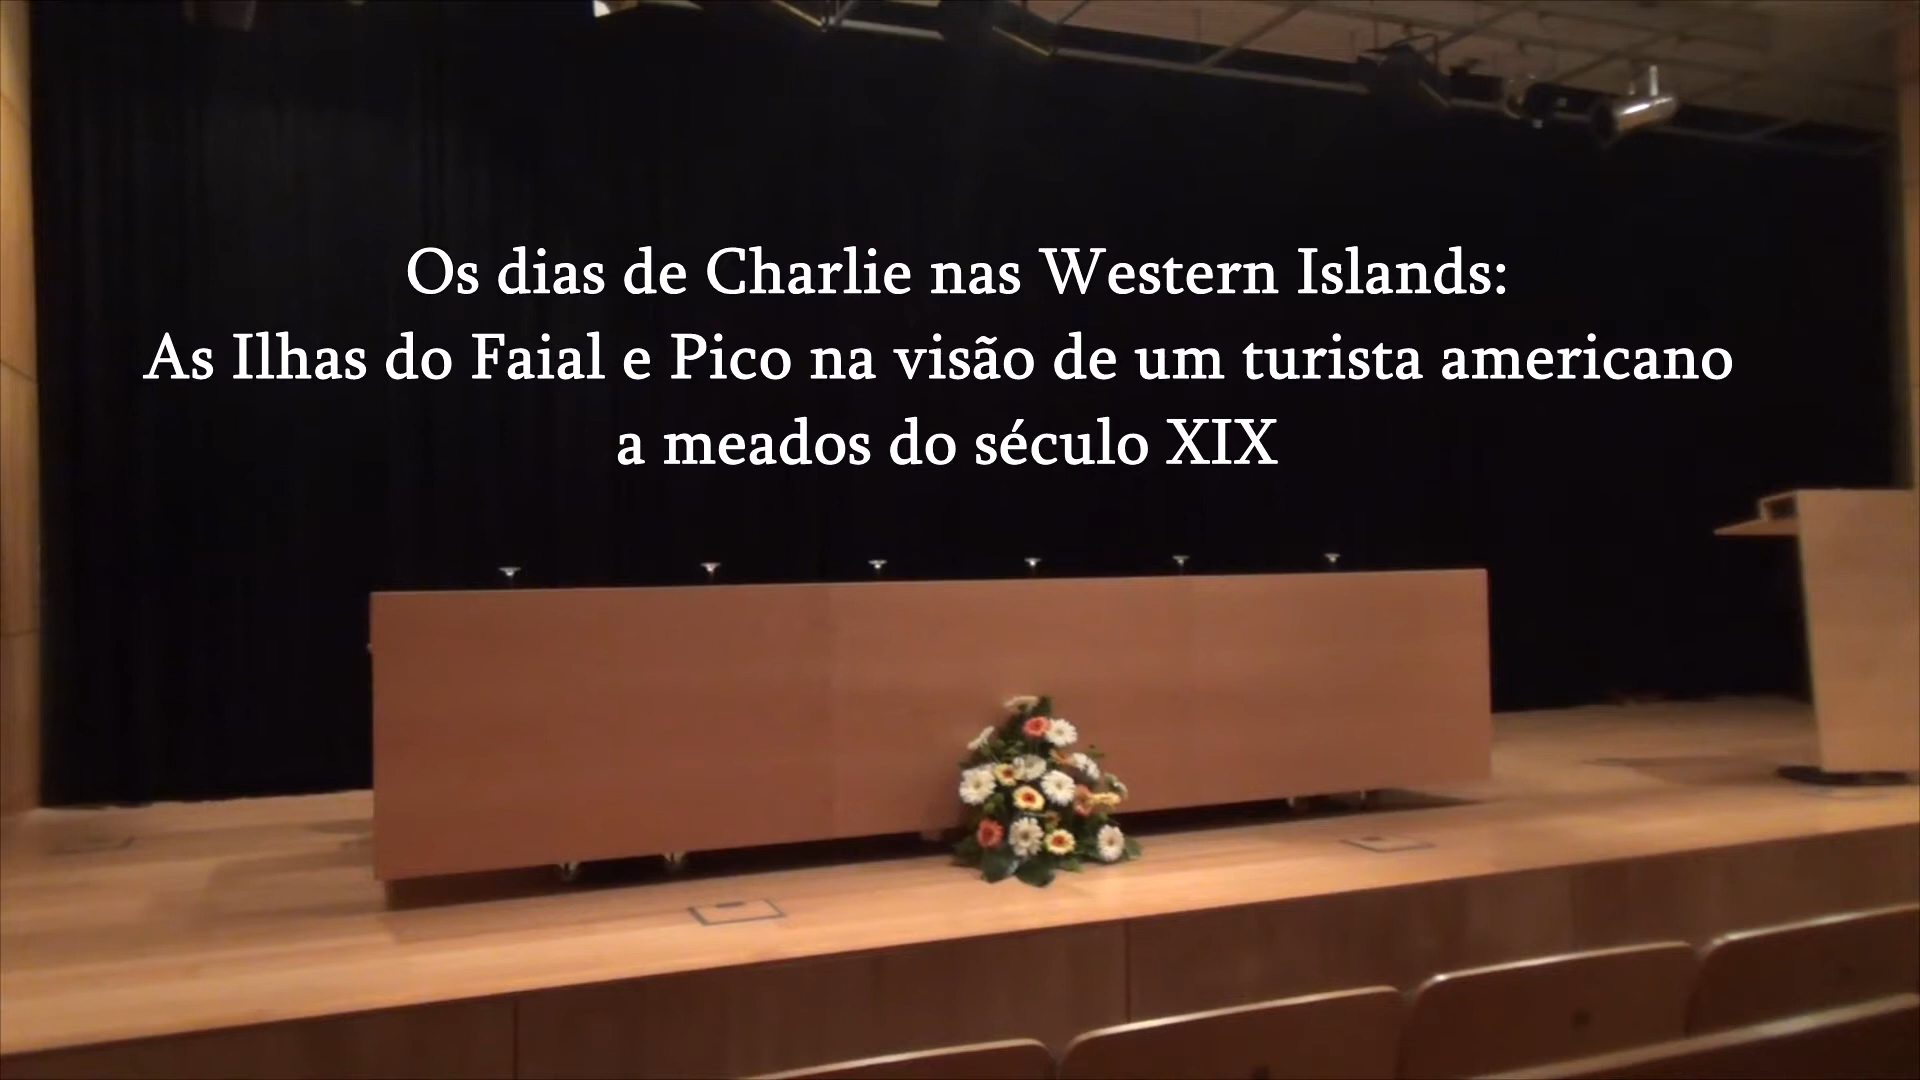 Os dias de Charlie nas Western Islands:
As Ilhas do Faial e Pico na visão de um turista americano
a meados do século XIX